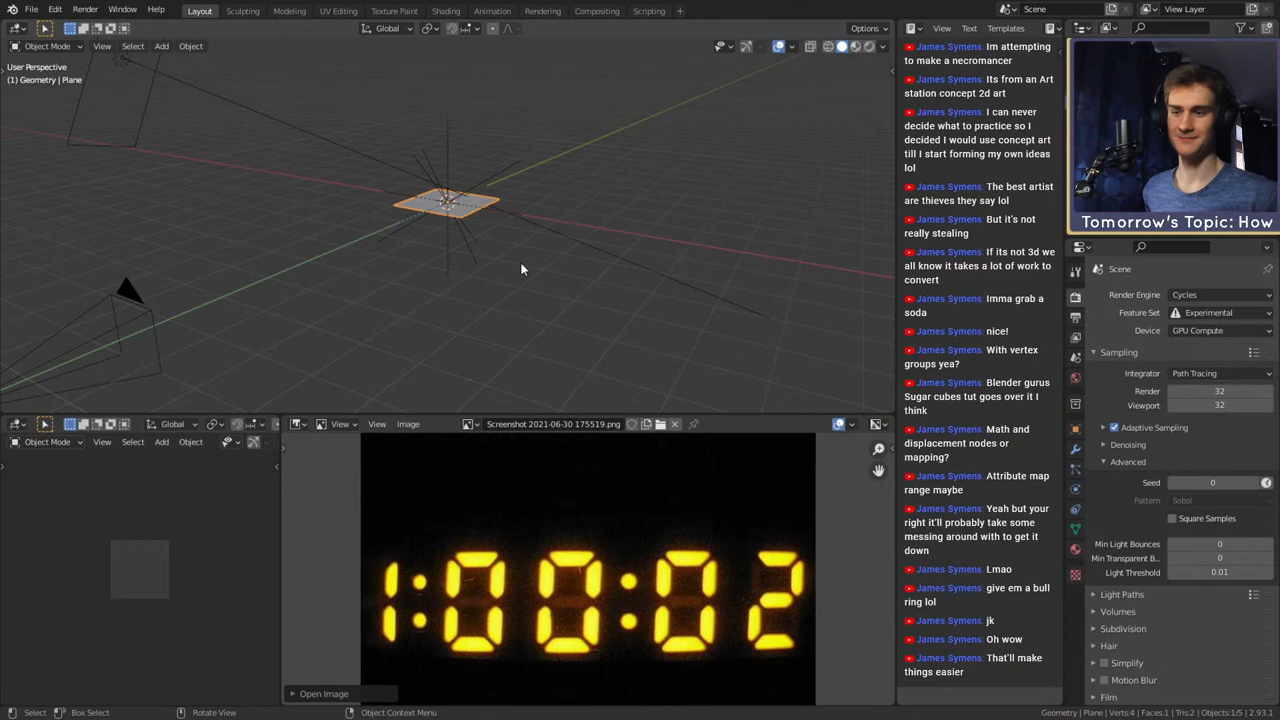 File Edit Render Window Help Layout Sculpting Modeling UV Editing Texture Paint Shading Animation Rendering Compositing Scripting + Scene View Layer
Global Options View Text Templates
Object Mode View Select Add Object
User Perspective
(1) Geometry | Plane
James Symens: Im attempting
to make a necromancer
James Symens: Its from an Art
station concept 2d art
James Symens: I can never
decide what to practice so I
decided I would use concept art
till I start forming my own ideas
lol
James Symens: The best artist
are thieves they say lol
James Symens: But it's not
really stealing
James Symens: If its not 3d we
all know it takes a lot of work to
convert
James Symens: Imma grab a
soda
James Symens: nice!
James Symens: With vertex
groups yea?
James Symens: Blender gurus
Sugar cubes tut goes over it I
think
James Symens: Math and
displacement nodes or
mapping?
James Symens: Attribute map
range maybe
James Symens: Yeah but your
right it'll probably take some
messing around with to get it
down
James Symens: Lmao
James Symens: give em a bull
ring lol
James Symens: jk
James Symens: Oh wow
James Symens: That'll make
things easier
Tomorrow's Topic: How
Scene
Render Engine Cycles
Feature Set Experimental
Device GPU Compute
Sampling
Integrator Path Tracing
Render 32
Viewport 32
Adaptive Sampling
Denoising
Advanced
Seed 0
Pattern Sobol
Square Samples
Min Light Bounces 0
Min Transparent B... 0
Light Threshold 0.01
Light Paths
Volumes
Subdivision
Hair
Simplify
Motion Blur
Film
Global
Object Mode View Select Add Object
View View Image Screenshot 2021-06-30 175519.png
1:00:02
Open Image
Select Box Select Rotate View Object Context Menu Geometry | Plane | Verts:4 | Faces:1 | Tris:2 | Objects:1/5 | 2.93.1